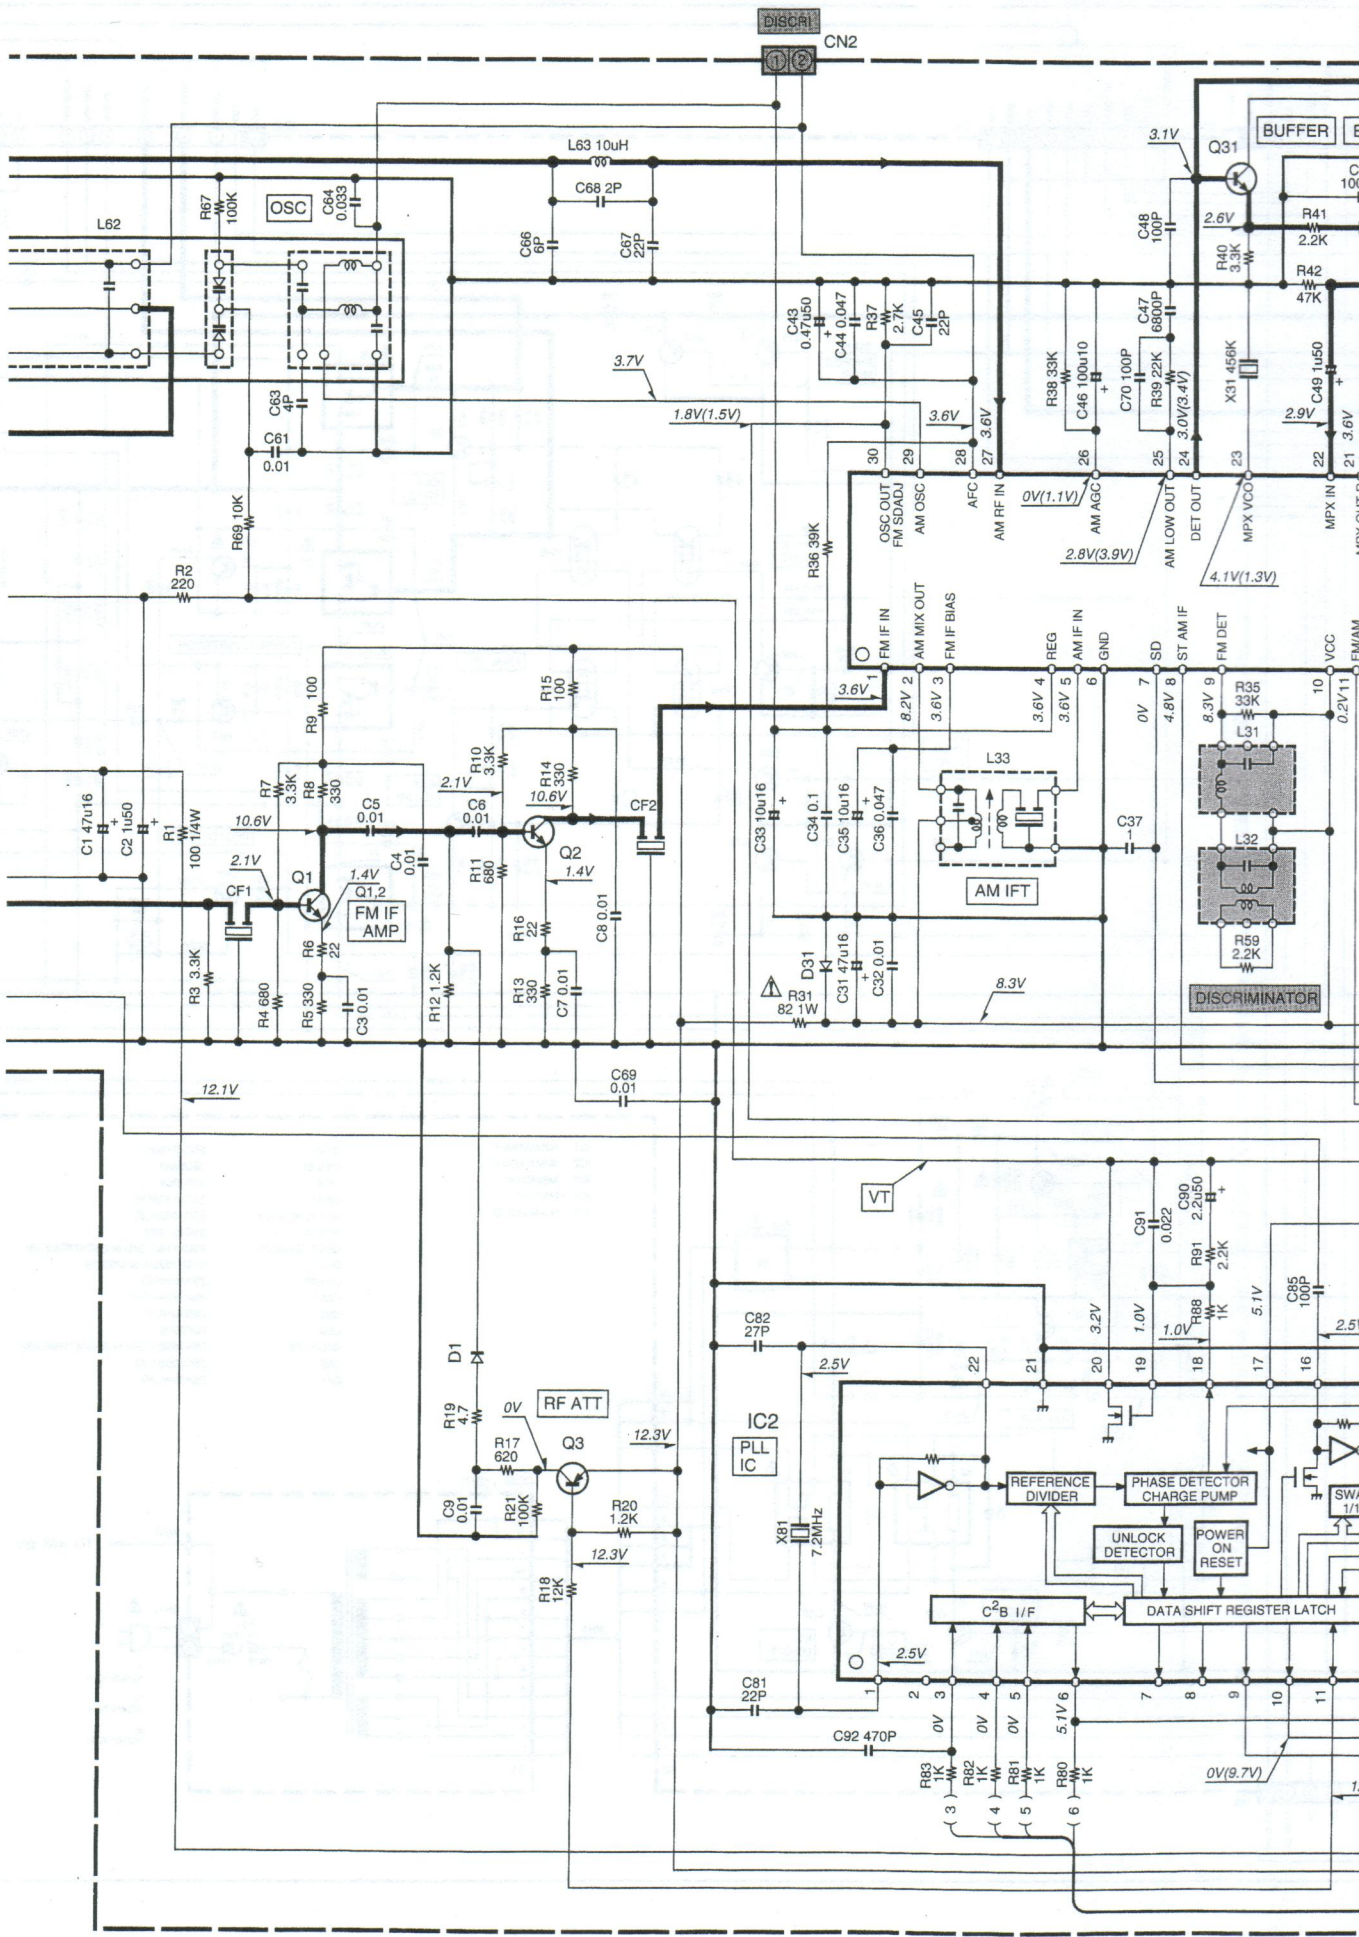 DISCRI
CN2
1 2
L63 10uH
C68 2P
C66 6P
C67 22P
L62
R67 100K
OSC
C64 0.033
C63 4P
C61 0.01
R69 10K
R2 220
3.7V
1.8V(1.5V)
C43 0.47u50 +
C44 0.047
R37 2.7K
C45 22P
3.6V
3.6V
R38 33K
C46 100u10 +
C70 100P
R39 22K
C47 6800P
C48 100P
3.0V(3.4V)
3.1V
Q31
BUFFER
2.6V
R40 3.3K
R41 2.2K
R42 47K
X31 456K
C49 1u50 +
2.9V
3.6V
30 29 28 27 26 25 24 23 22 21
OSC OUT FM SDADJ
AM OSC
AFC
AM RF IN
0V(1.1V)
AM AGC
2.8V(3.9V)
AM LOW OUT
DET OUT
MPX VCO
4.1V(1.3V)
MPX IN
R36 39K
FM IF IN
AM MIX OUT
FM IF BIAS
REG
AM IF IN
GND
SD
ST AM IF
FM DET
VCC
FM/AM
1 2 3 4 5 6 7 8 9 10 11
3.6V
8.2V
3.6V
3.6V
3.6V
0V
4.8V
8.3V
0.2V
R35 33K
L31
L32
R59 2.2K
DISCRIMINATOR
L33
AM IFT
C37 1
C33 10u16 +
C34 0.1
C35 10u16 +
C36 0.047
D31
C31 47u16 +
C32 0.01
R31 82 1W
8.3V
C1 47u16 +
C2 1u50 +
R1 100 1/4W
R9 100
R7 3.3K
R8 330
10.6V
2.1V
CF1
Q1
1.4V
Q1,2
FM IF
AMP
C5 0.01
C4 0.01
R3 3.3K
R4 680
R6 22
R5 330
C3 0.01
R12 1.2K
R15 100
R10 3.3K
2.1V
R14 330
10.6V
C6 0.01
R11 680
Q2
1.4V
CF2
R16 22
R13 330
C7 0.01
C8 0.01
C69 0.01
12.1V
VT
C91 0.022
C90 2.2u50 +
R91 2.2K
R88 1K
3.2V
1.0V
1.0V
5.1V
C85 100P
2.5V
C82 27P
2.5V
22 21 20 19 18 17 16
IC2
PLL
IC
D1
R19 4.7
0V
RF ATT
R17 620
Q3
12.3V
C9 0.01
R21 100K
R20 1.2K
12.3V
R18 12K
X81 7.2MHz
REFERENCE
DIVIDER
PHASE DETECTOR
CHARGE PUMP
UNLOCK
DETECTOR
POWER
ON
RESET
C²B I/F
DATA SHIFT REGISTER LATCH
2.5V
1 2 3 4 5 6 7 8 9 10 11
C81 22P
0V
0V
0V
5.1V
C92 470P
R83 1K
R82 1K
R81 1K
R80 1K
0V(9.7V)
3 4 5 6